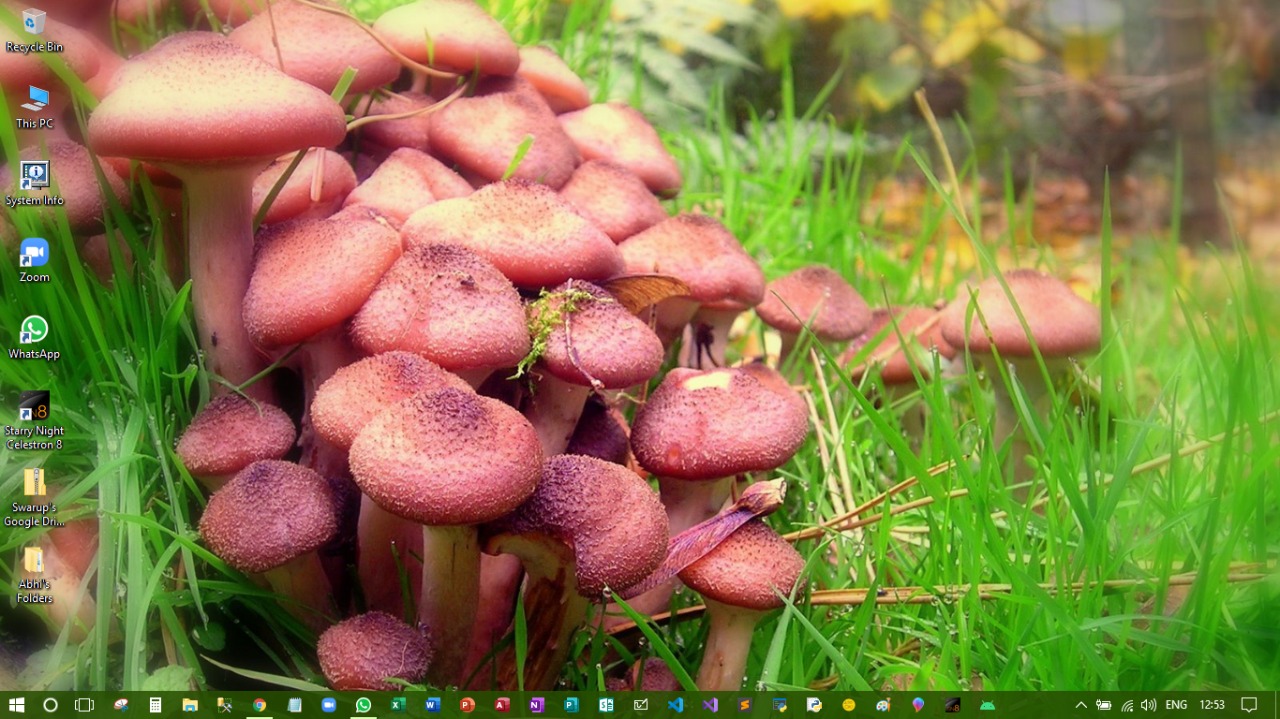 Recycle Bin
This PC
System Info
Zoom
WhatsApp
Starry Night
Celestron 8
Swarup's
Google Dri...
Abhi's
Folders
ENG
12:53